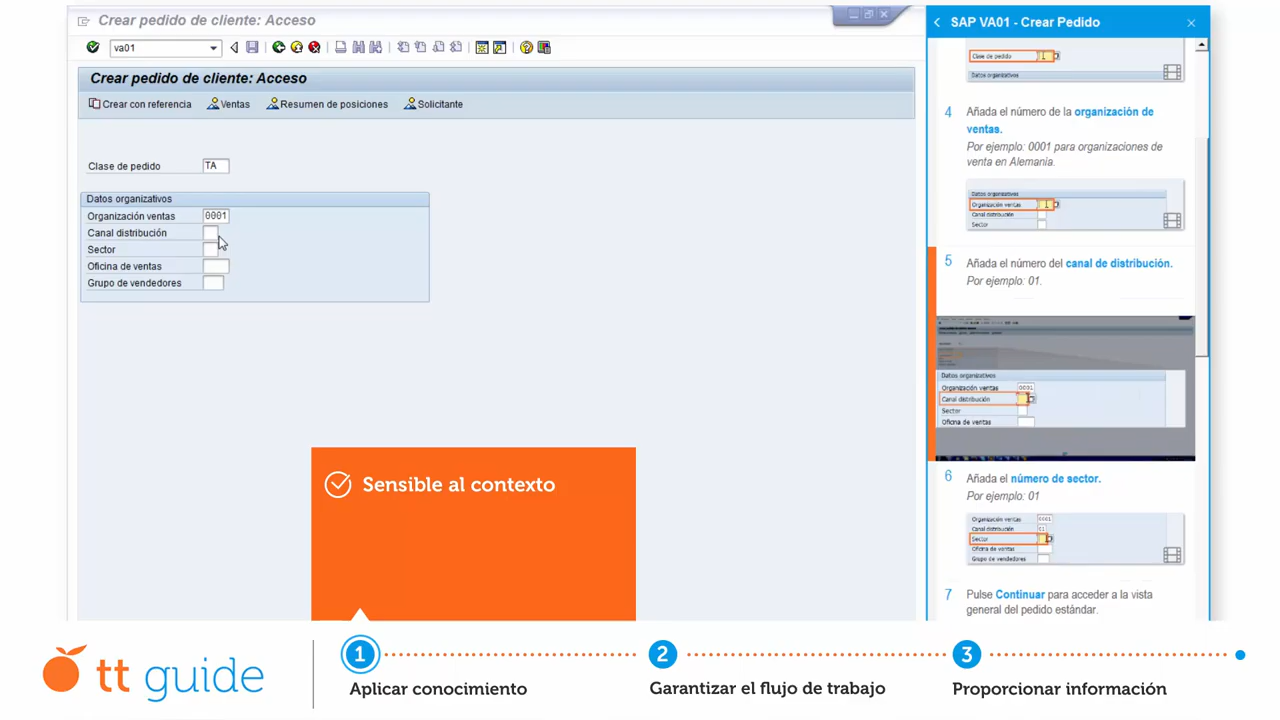 Crear pedido de cliente: Acceso
va01
Crear pedido de cliente: Acceso
Crear con referencia Ventas Resumen de posiciones Solicitante
Clase de pedido TA
Datos organizativos
Organización ventas 0001
Canal distribución
Sector
Oficina de ventas
Grupo de vendedores
Sensible al contexto
SAP VA01 - Crear Pedido
Clase de pedido
Datos organizativos
4 Añada el número de la organización de
ventas.
Por ejemplo: 0001 para organizaciones de
venta en Alemania.
Datos organizativos
Organización ventas
Canal distribución
Sector
5 Añada el número del canal de distribución.
Por ejemplo: 01.
Datos organizativos
Organización ventas 0001
Canal distribución
Sector
Oficina de ventas
6 Añada el número de sector.
Por ejemplo: 01
Organización ventas 0001
Canal distribución 01
Sector
Oficina de ventas
Grupo de vendedores
7 Pulse Continuar para acceder a la vista
general del pedido estándar.
tt guide
1 2 3
Aplicar conocimiento Garantizar el flujo de trabajo Proporcionar información